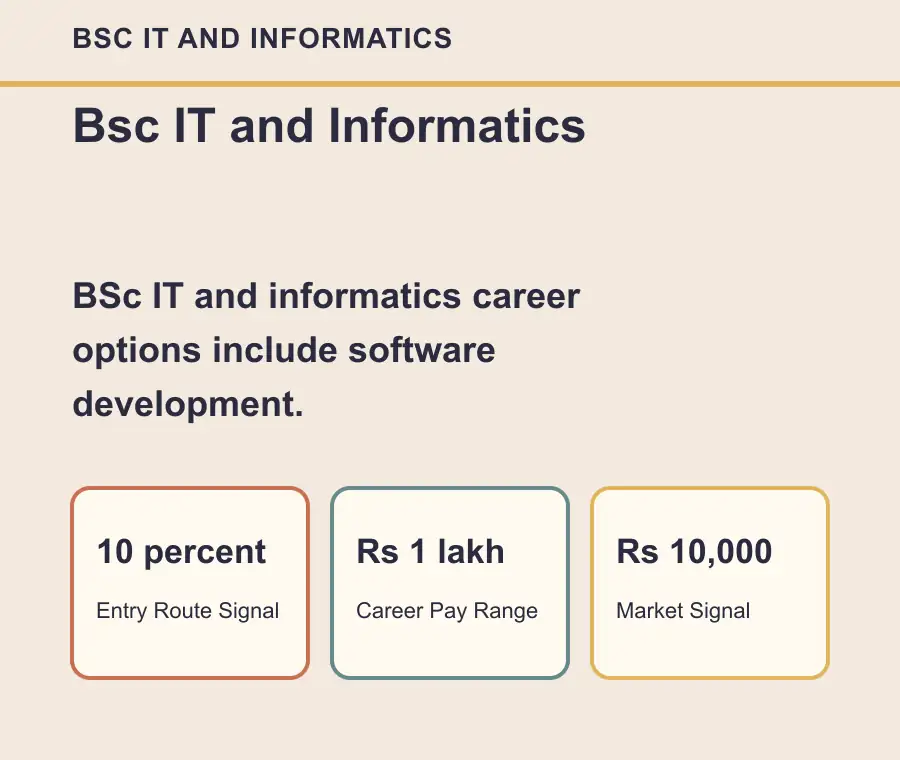 BSC IT AND INFORMATICS
Bsc IT and Informatics
BSc IT and informatics career
options include software
development.
10 percent
Entry Route Signal
Rs 1 lakh
Career Pay Range
Rs 10,000
Market Signal